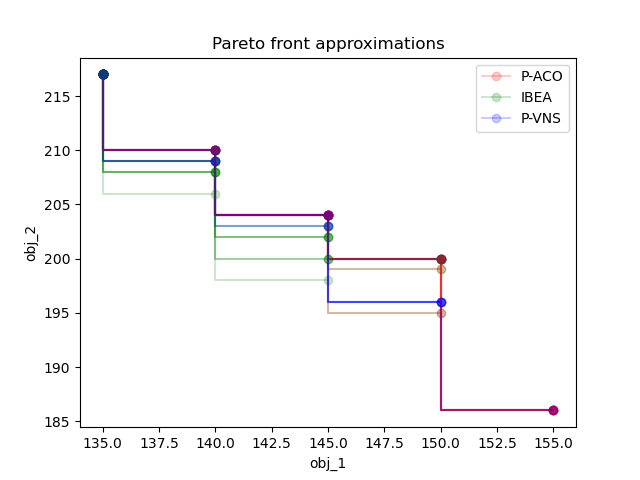 Pareto front approximations
P-ACO
IBEA
P-VNS
215
210
205
200
195
190
185
obj_2
135.0 137.5 140.0 142.5 145.0 147.5 150.0 152.5 155.0
obj_1